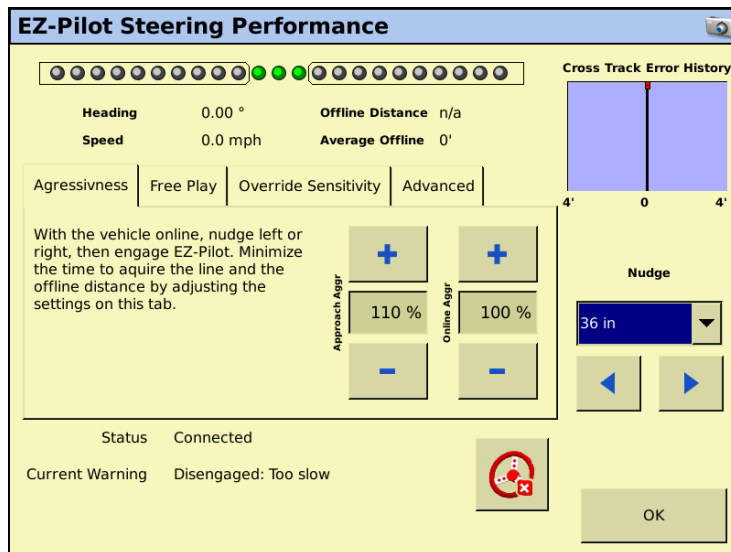 EZ-Pilot Steering Performance
Cross Track Error History
Heading 0.00 ° Offline Distance n/a
Speed 0.0 mph Average Offline 0'
4' 0 4'
Agressivness Free Play Override Sensitivity Advanced
With the vehicle online, nudge left or
right, then engage EZ-Pilot. Minimize
the time to aquire the line and the
offline distance by adjusting the
settings on this tab.
Approach Aggr
+
110 %
-
Online Aggr
+
100 %
-
Nudge
36 in
Status Connected
Current Warning Disengaged: Too slow
OK